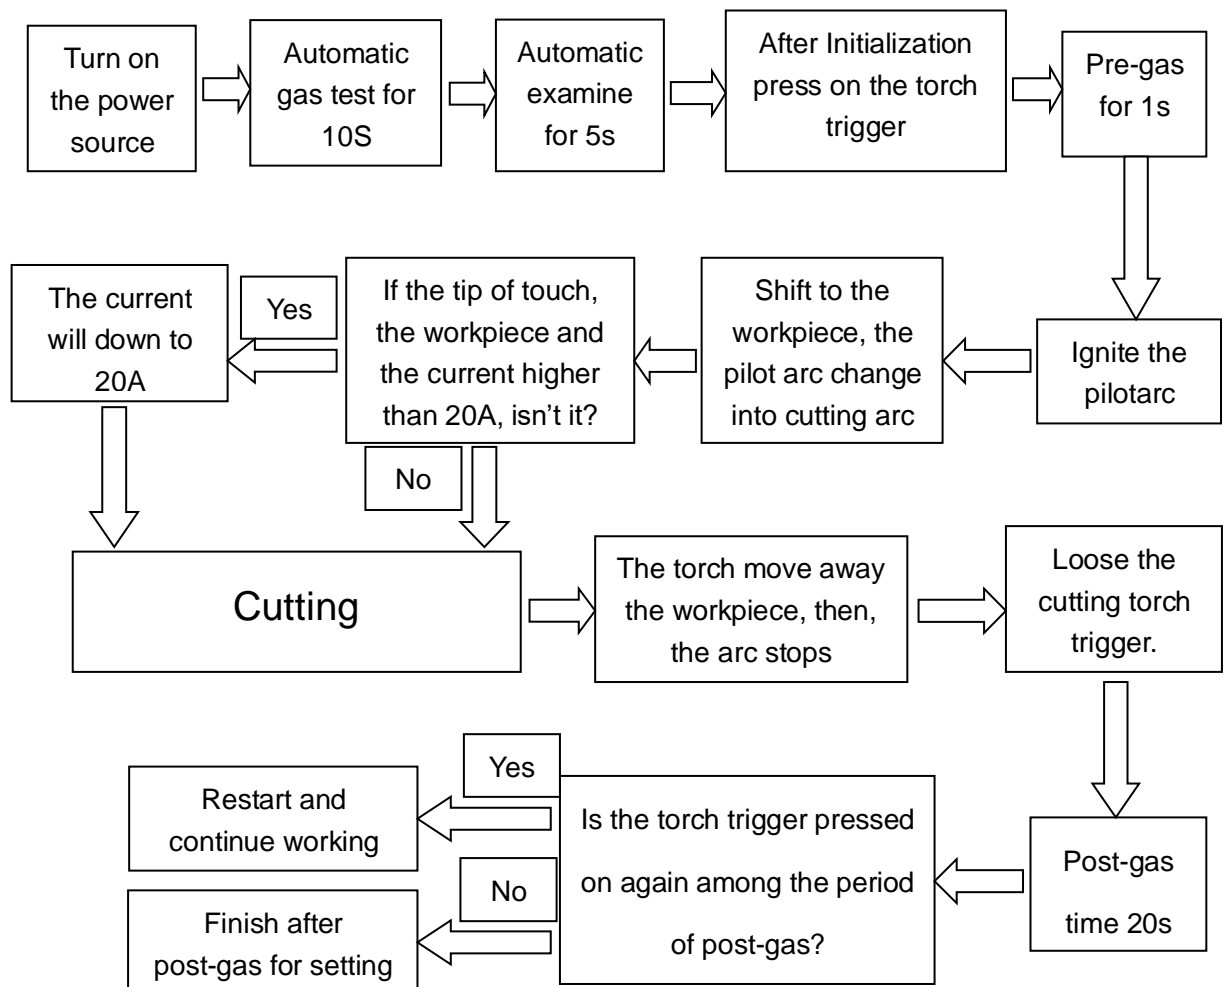 Turn on
the power
source
Automatic
gas test for
10S
Automatic
examine
for 5s
After Initialization
press on the torch
trigger
Pre-gas
for 1s
Ignite the
pilotarc
Shift to the
workpiece, the
pilot arc change
into cutting arc
If the tip of touch,
the workpiece and
the current higher
than 20A, isn’t it?
Yes
The current
will down to
20A
No
Cutting
The torch move away
the workpiece, then,
the arc stops
Loose the
cutting torch
trigger.
Post-gas
time 20s
Is the torch trigger pressed
on again among the period
of post-gas?
Yes
Restart and
continue working
No
Finish after
post-gas for setting